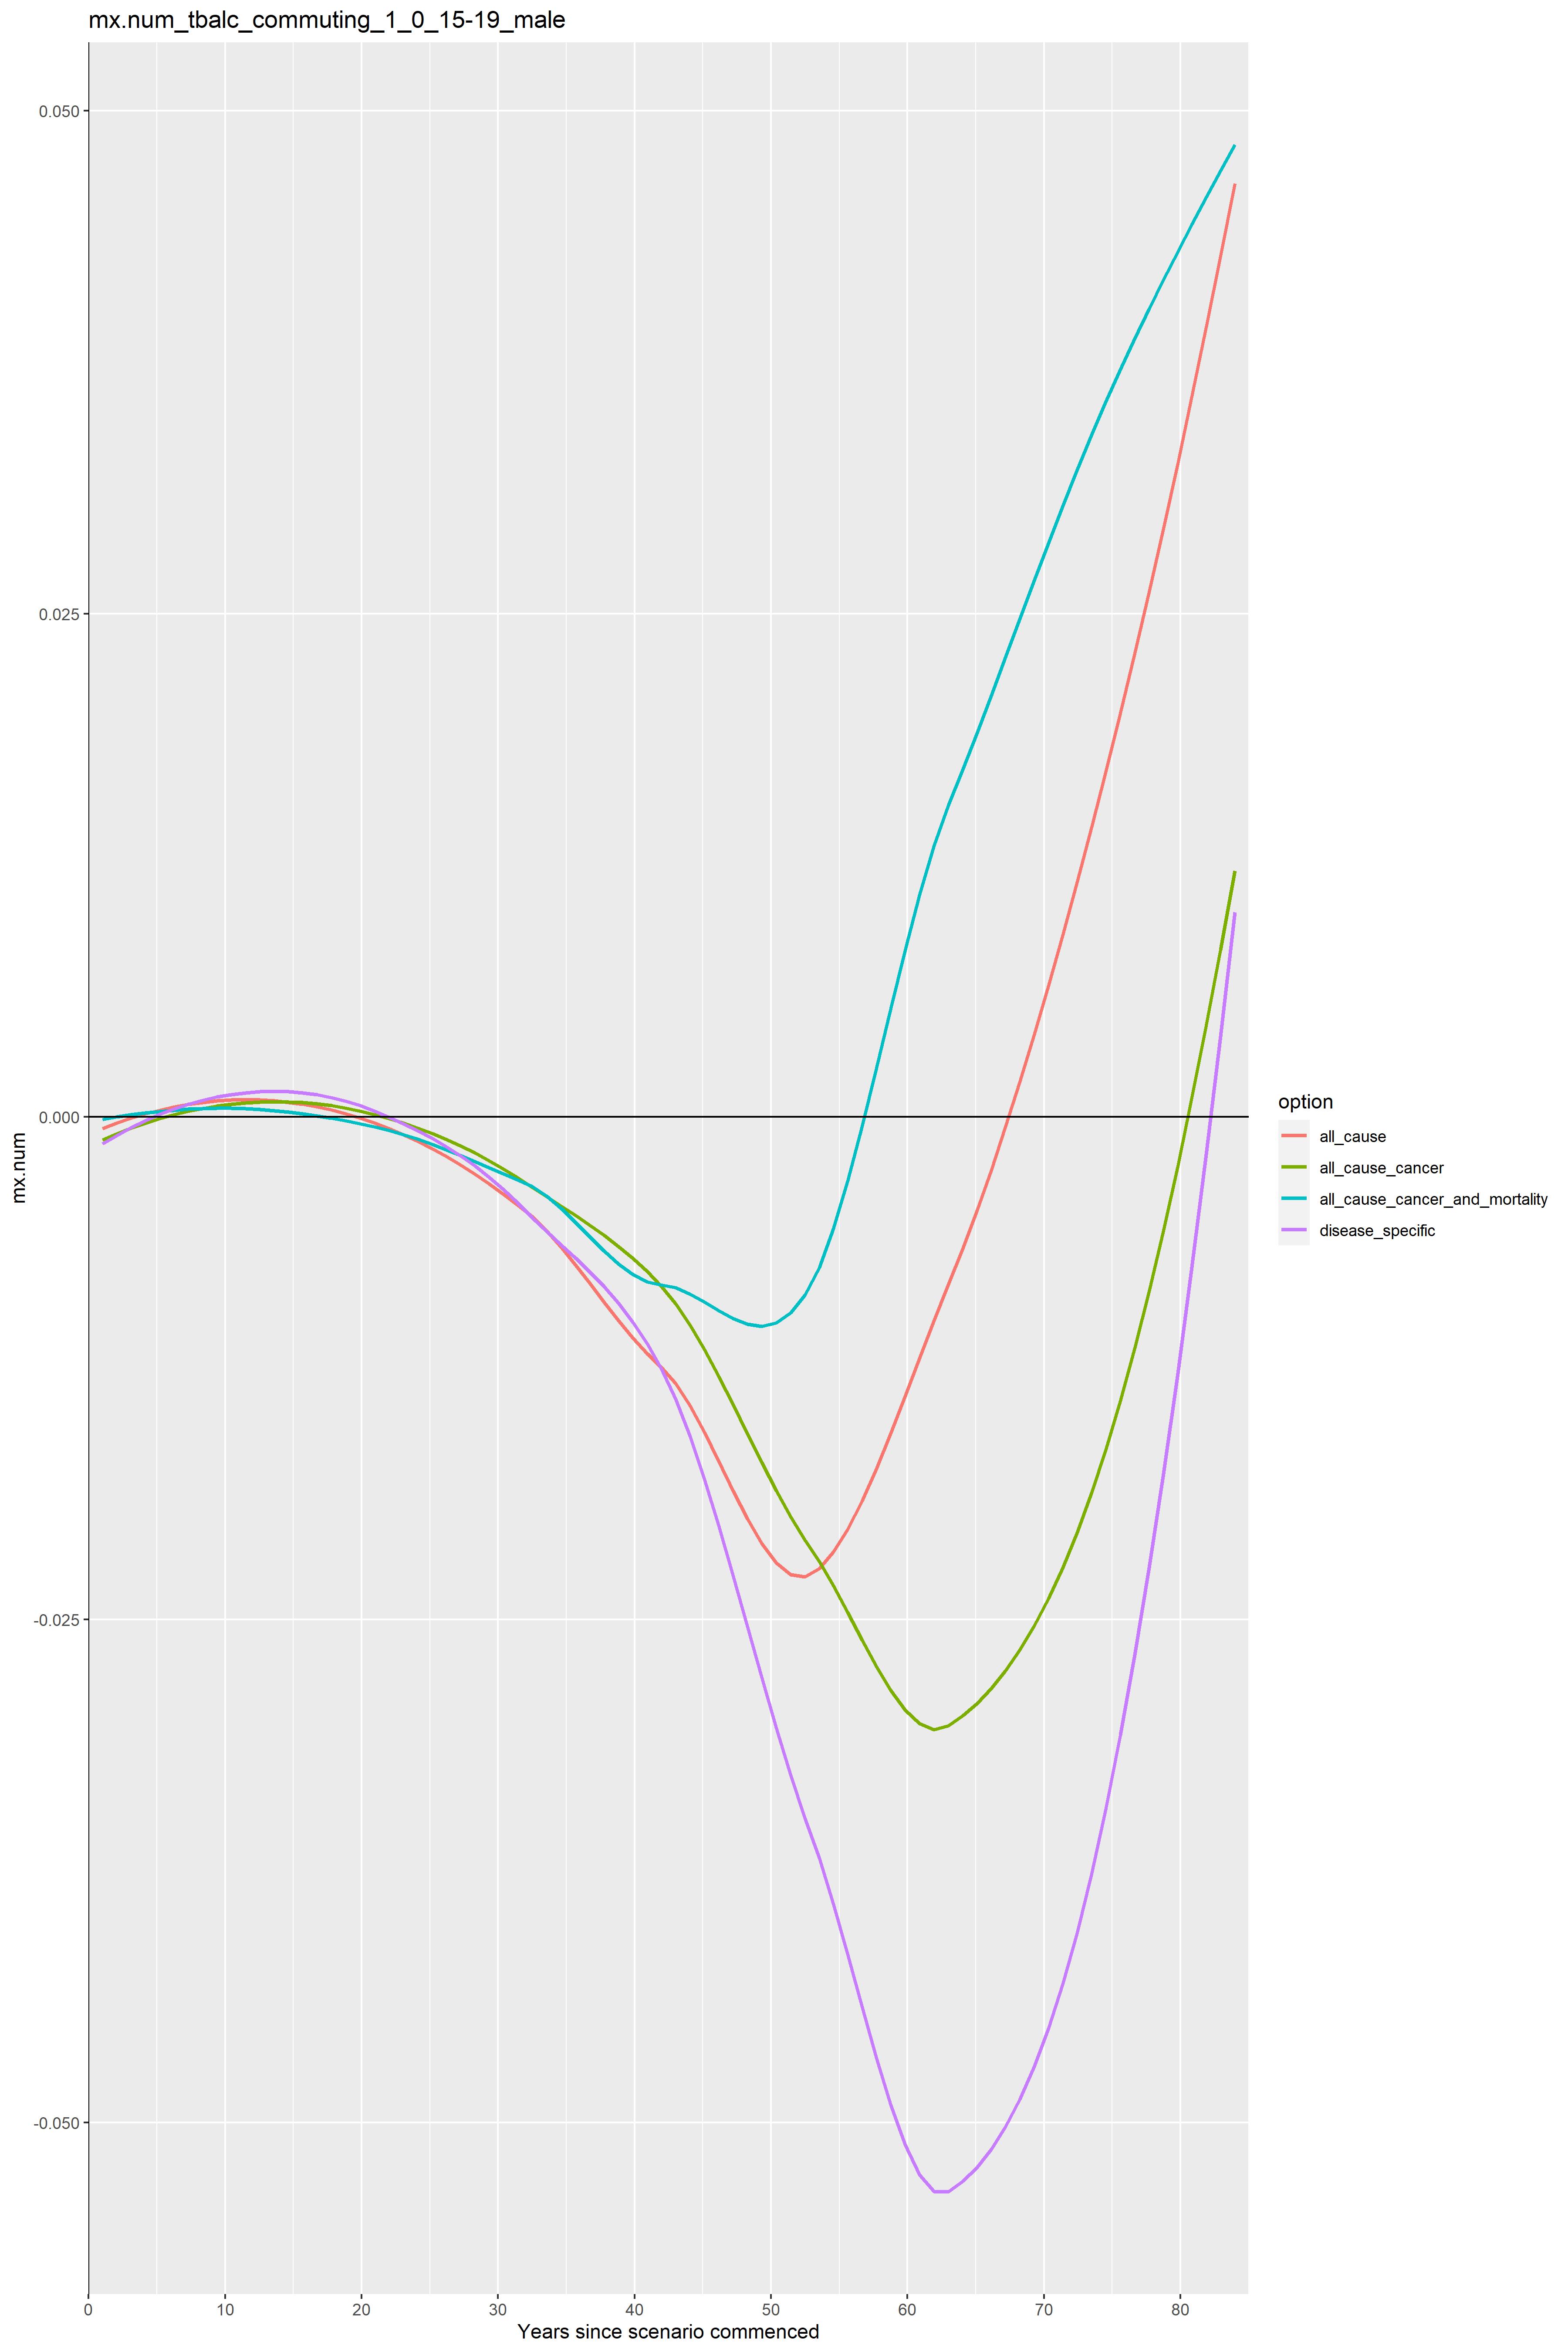 mx.num_tbalc_commuting_1_0_15-19_male
0.050
0.025
0.000
-0.025
-0.050
mx.num
0 10 20 30 40 50 60 70 80
Years since scenario commenced
option
all_cause
all_cause_cancer
all_cause_cancer_and_mortality
disease_specific